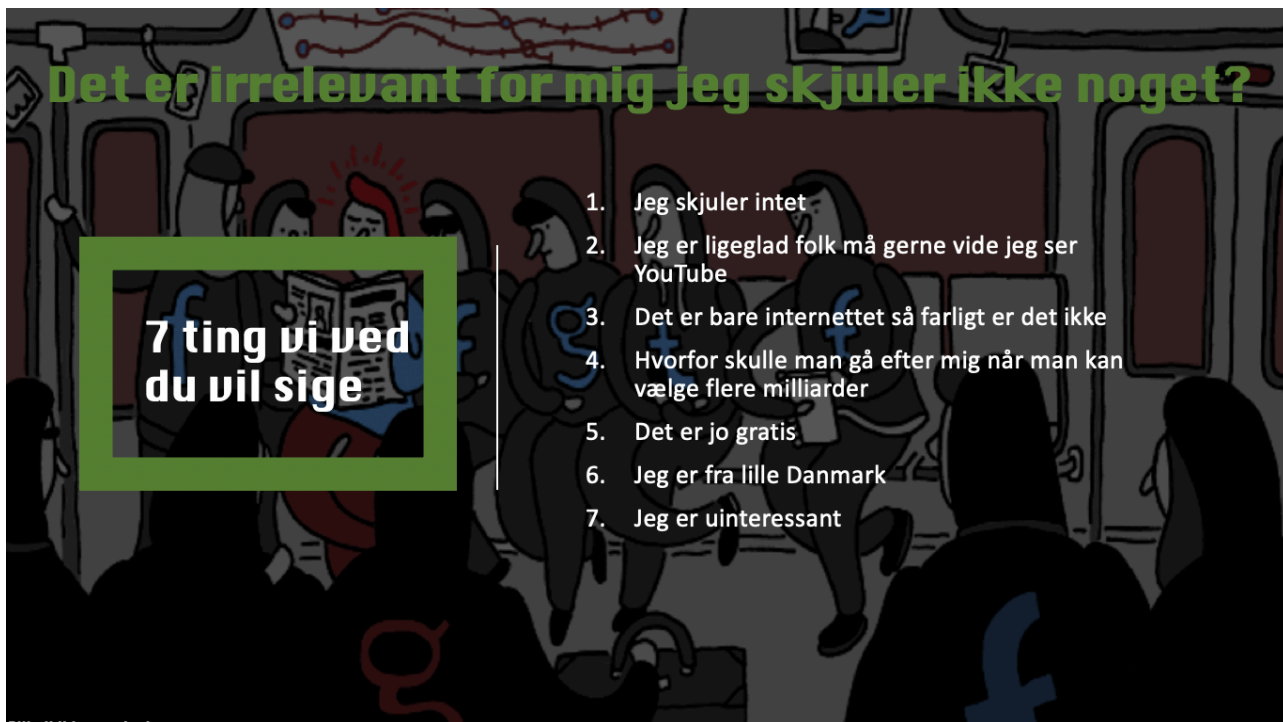 Det er irrelevant for mig jeg skjuler ikke noget?
7 ting vi ved
du vil sige
1. Jeg skjuler intet
2. Jeg er ligeglad folk må gerne vide jeg ser
YouTube
3. Det er bare internettet så farligt er det ikke
4. Hvorfor skulle man gå efter mig når man kan
vælge flere milliarder
5. Det er jo gratis
6. Jeg er fra lille Danmark
7. Jeg er uinteressant
f
f
g
t
f
g
f